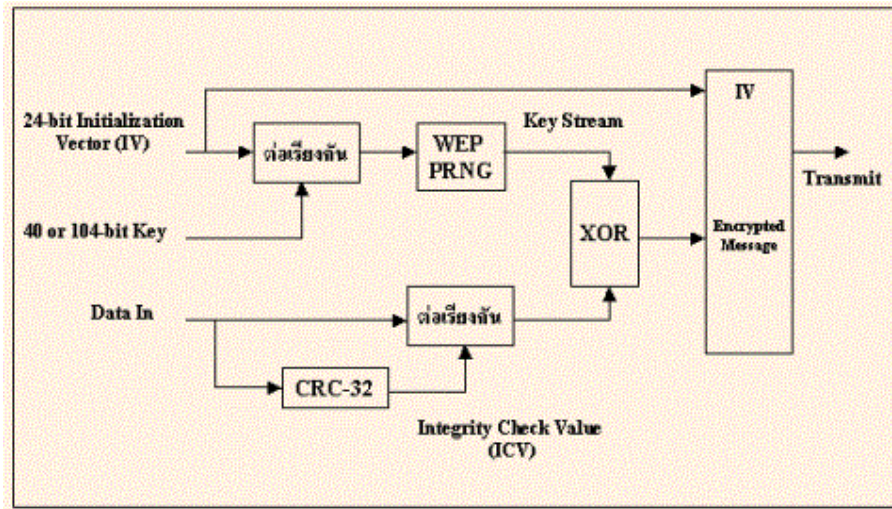 24-bit Initialization
Vector (IV)
ต่อเรียงกัน
WEP
PRNG
Key Stream
IV
Transmit
40 or 104-bit Key
XOR
Encrypted
Message
Data In
ต่อเรียงกัน
CRC-32
Integrity Check Value
(ICV)